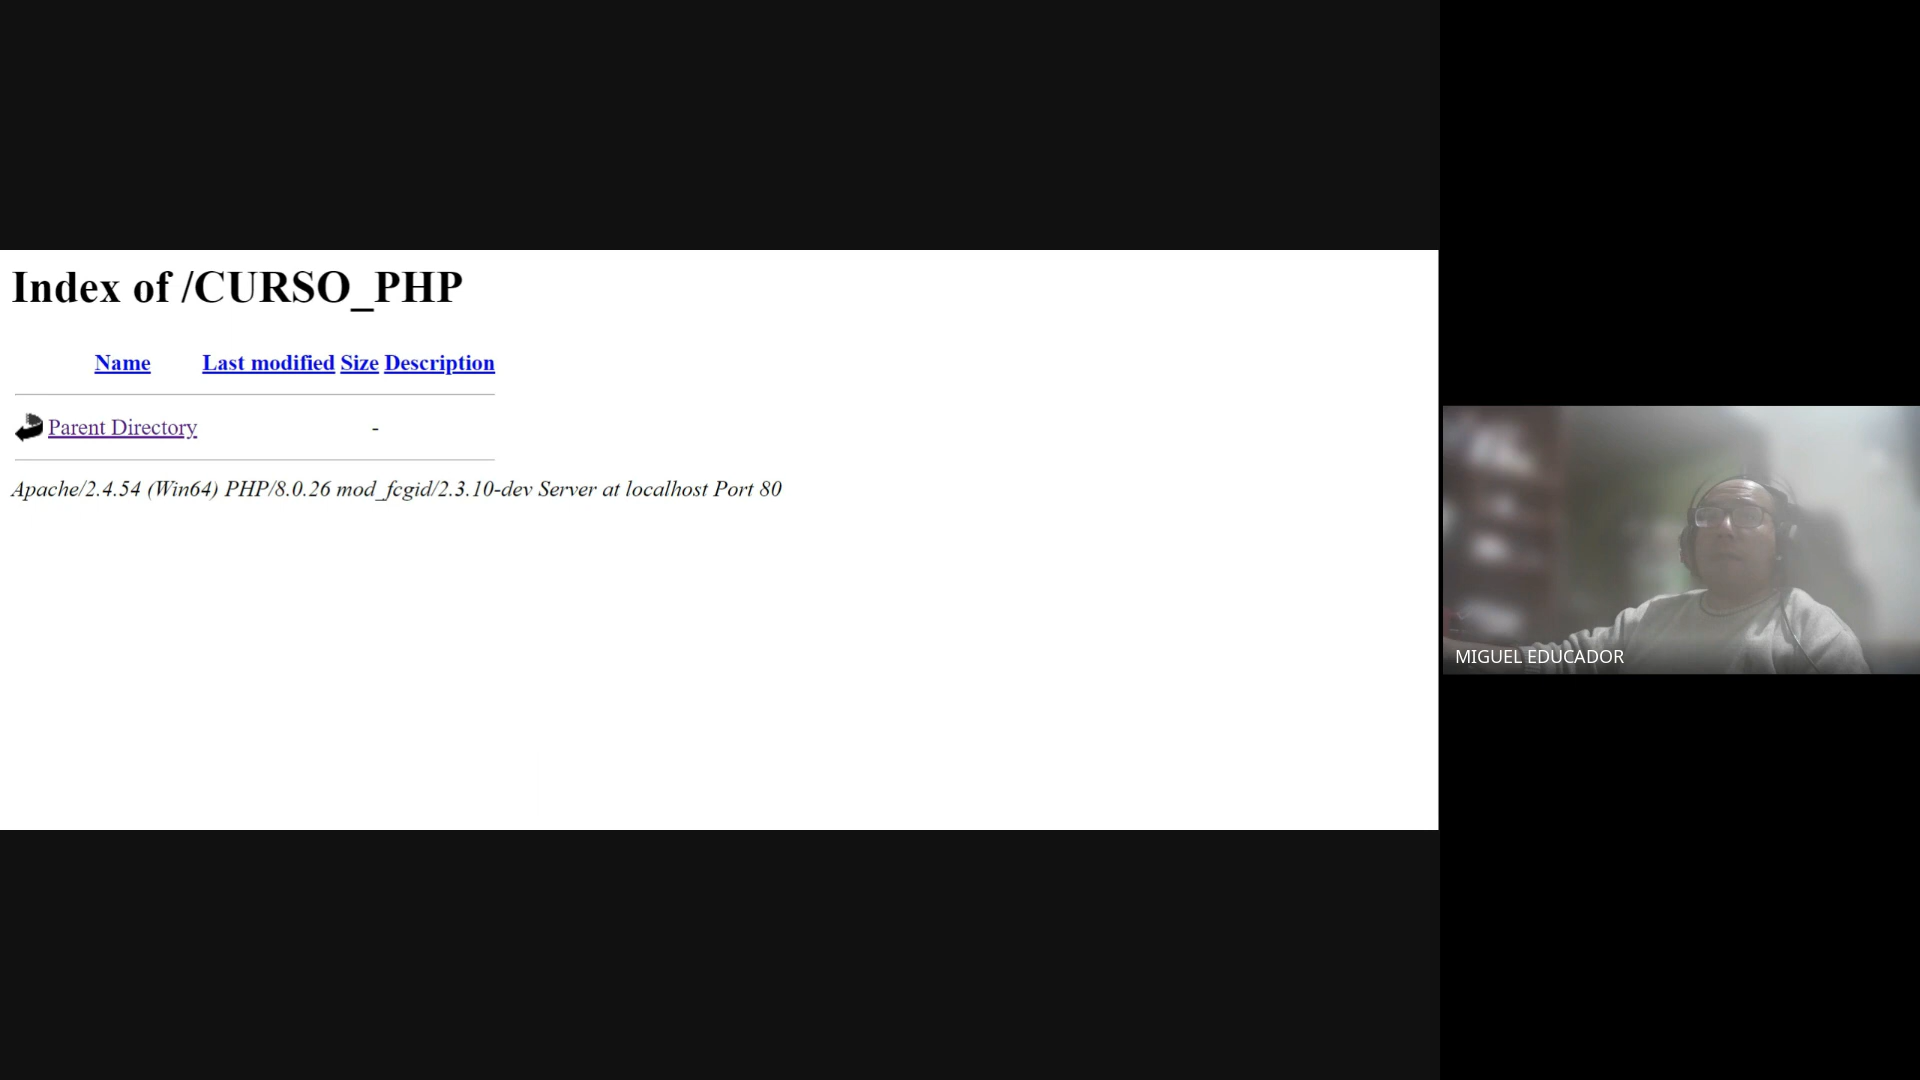 Index of /CURSO_PHP
Name Last modified Size Description
Parent Directory -
Apache/2.4.54 (Win64) PHP/8.0.26 mod_fcgid/2.3.10-dev Server at localhost Port 80
MIGUEL EDUCADOR